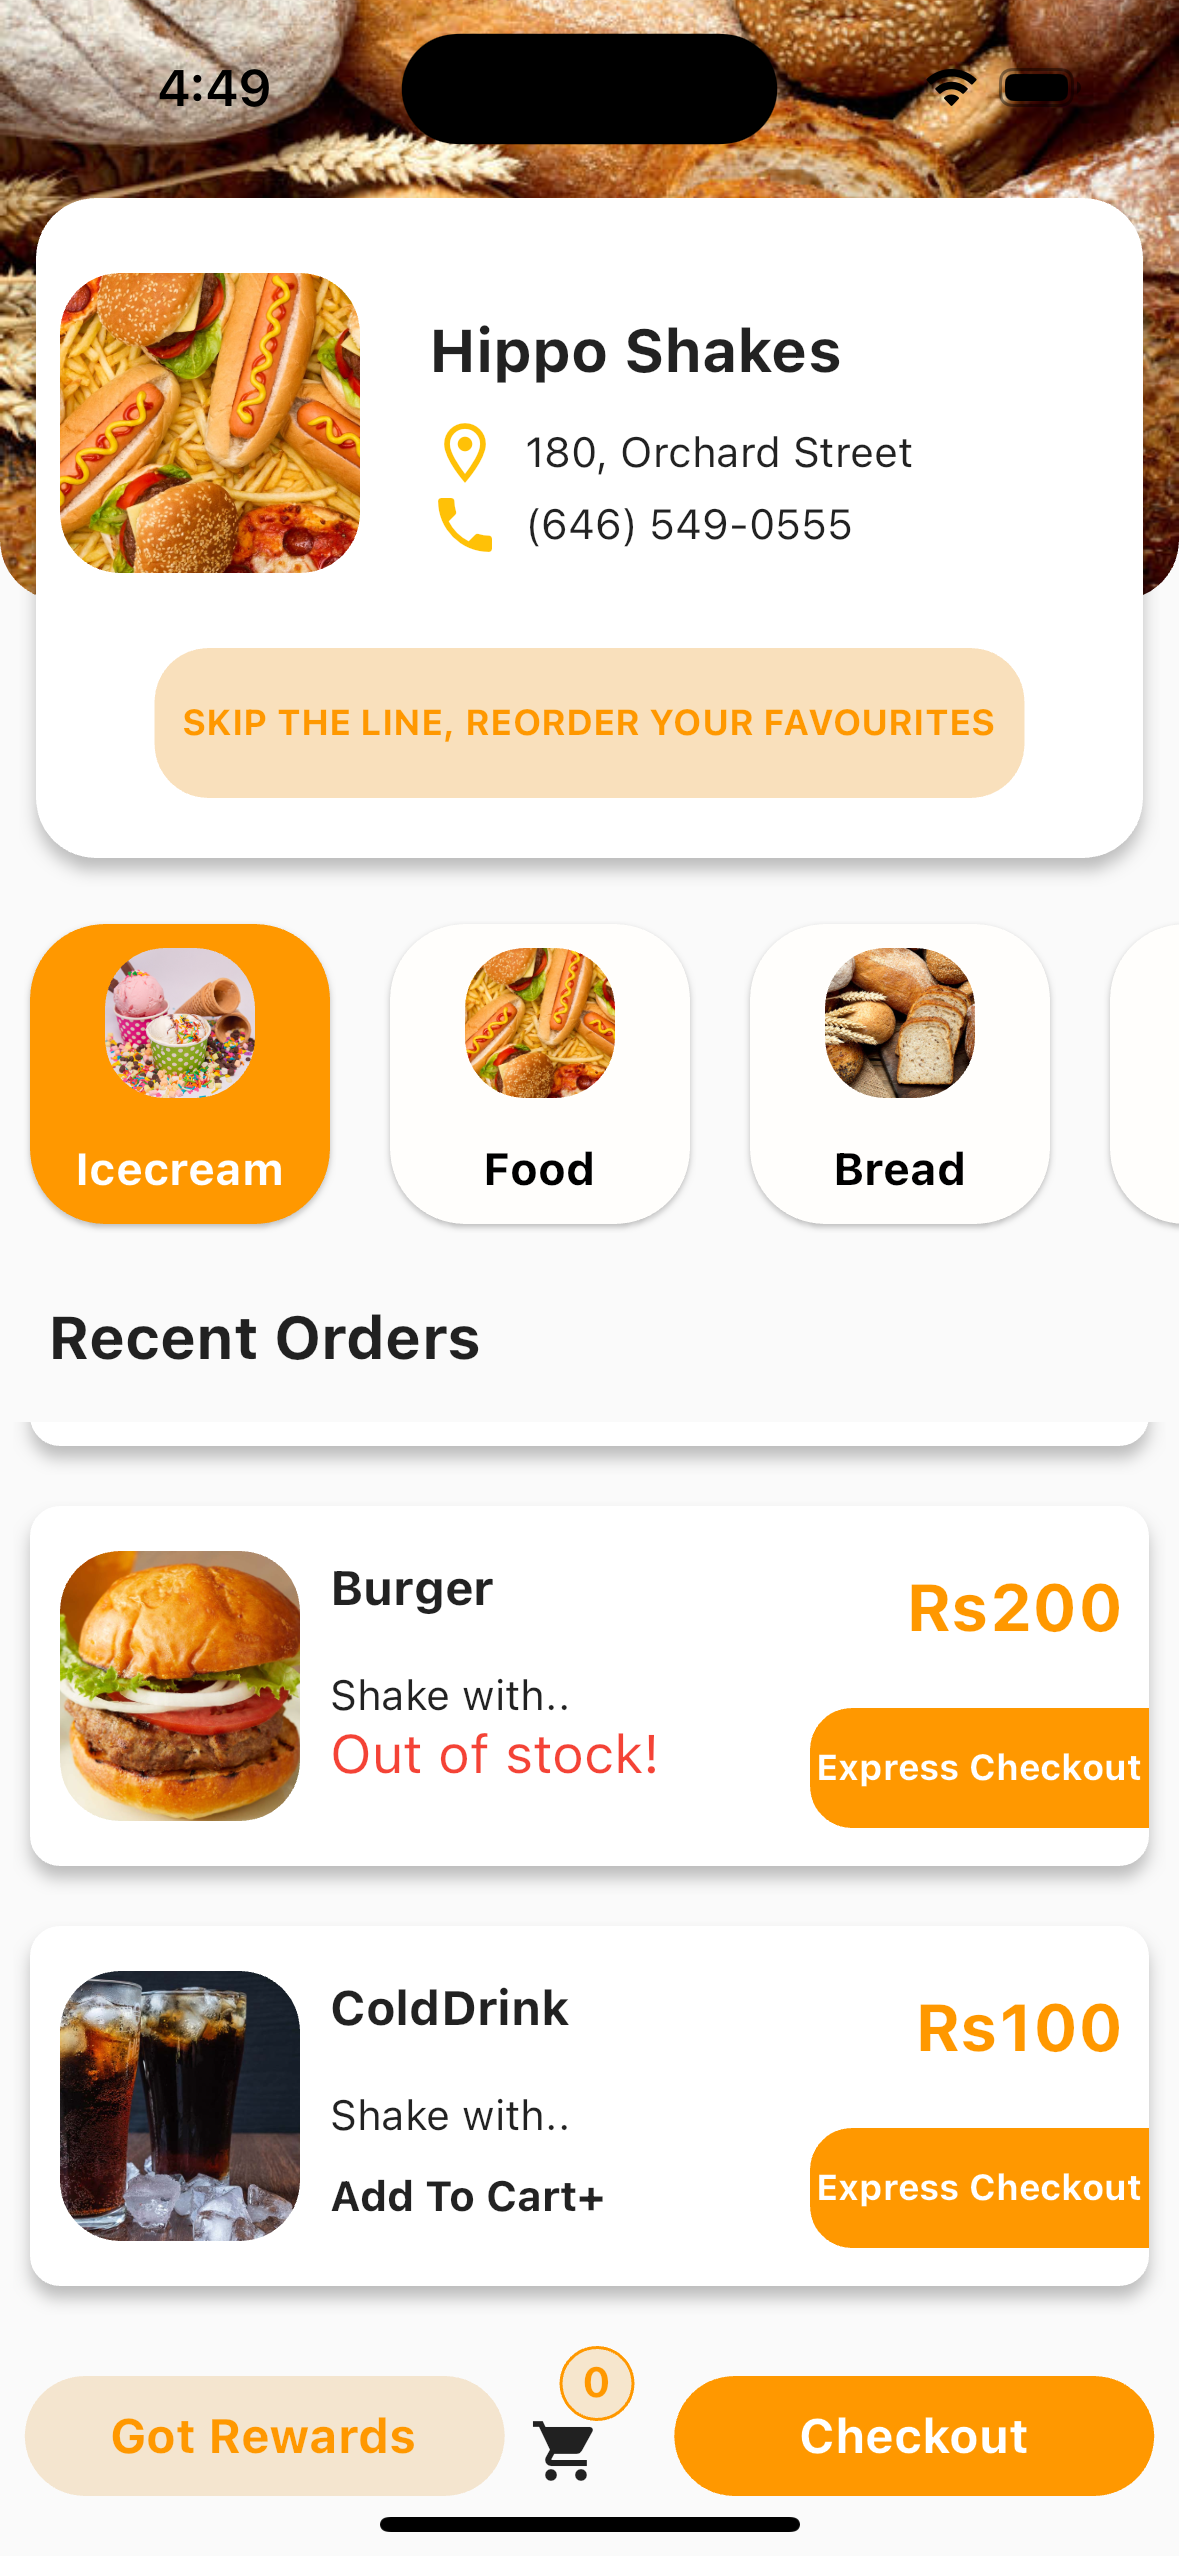 4:49
Hippo Shakes
180, Orchard Street
(646) 549-0555
SKIP THE LINE, REORDER YOUR FAVOURITES
Icecream
Food
Bread
Recent Orders
Burger
Rs200
Shake with..
Out of stock!
Express Checkout
ColdDrink
Rs100
Shake with..
Add To Cart+
Express Checkout
0
Got Rewards
Checkout